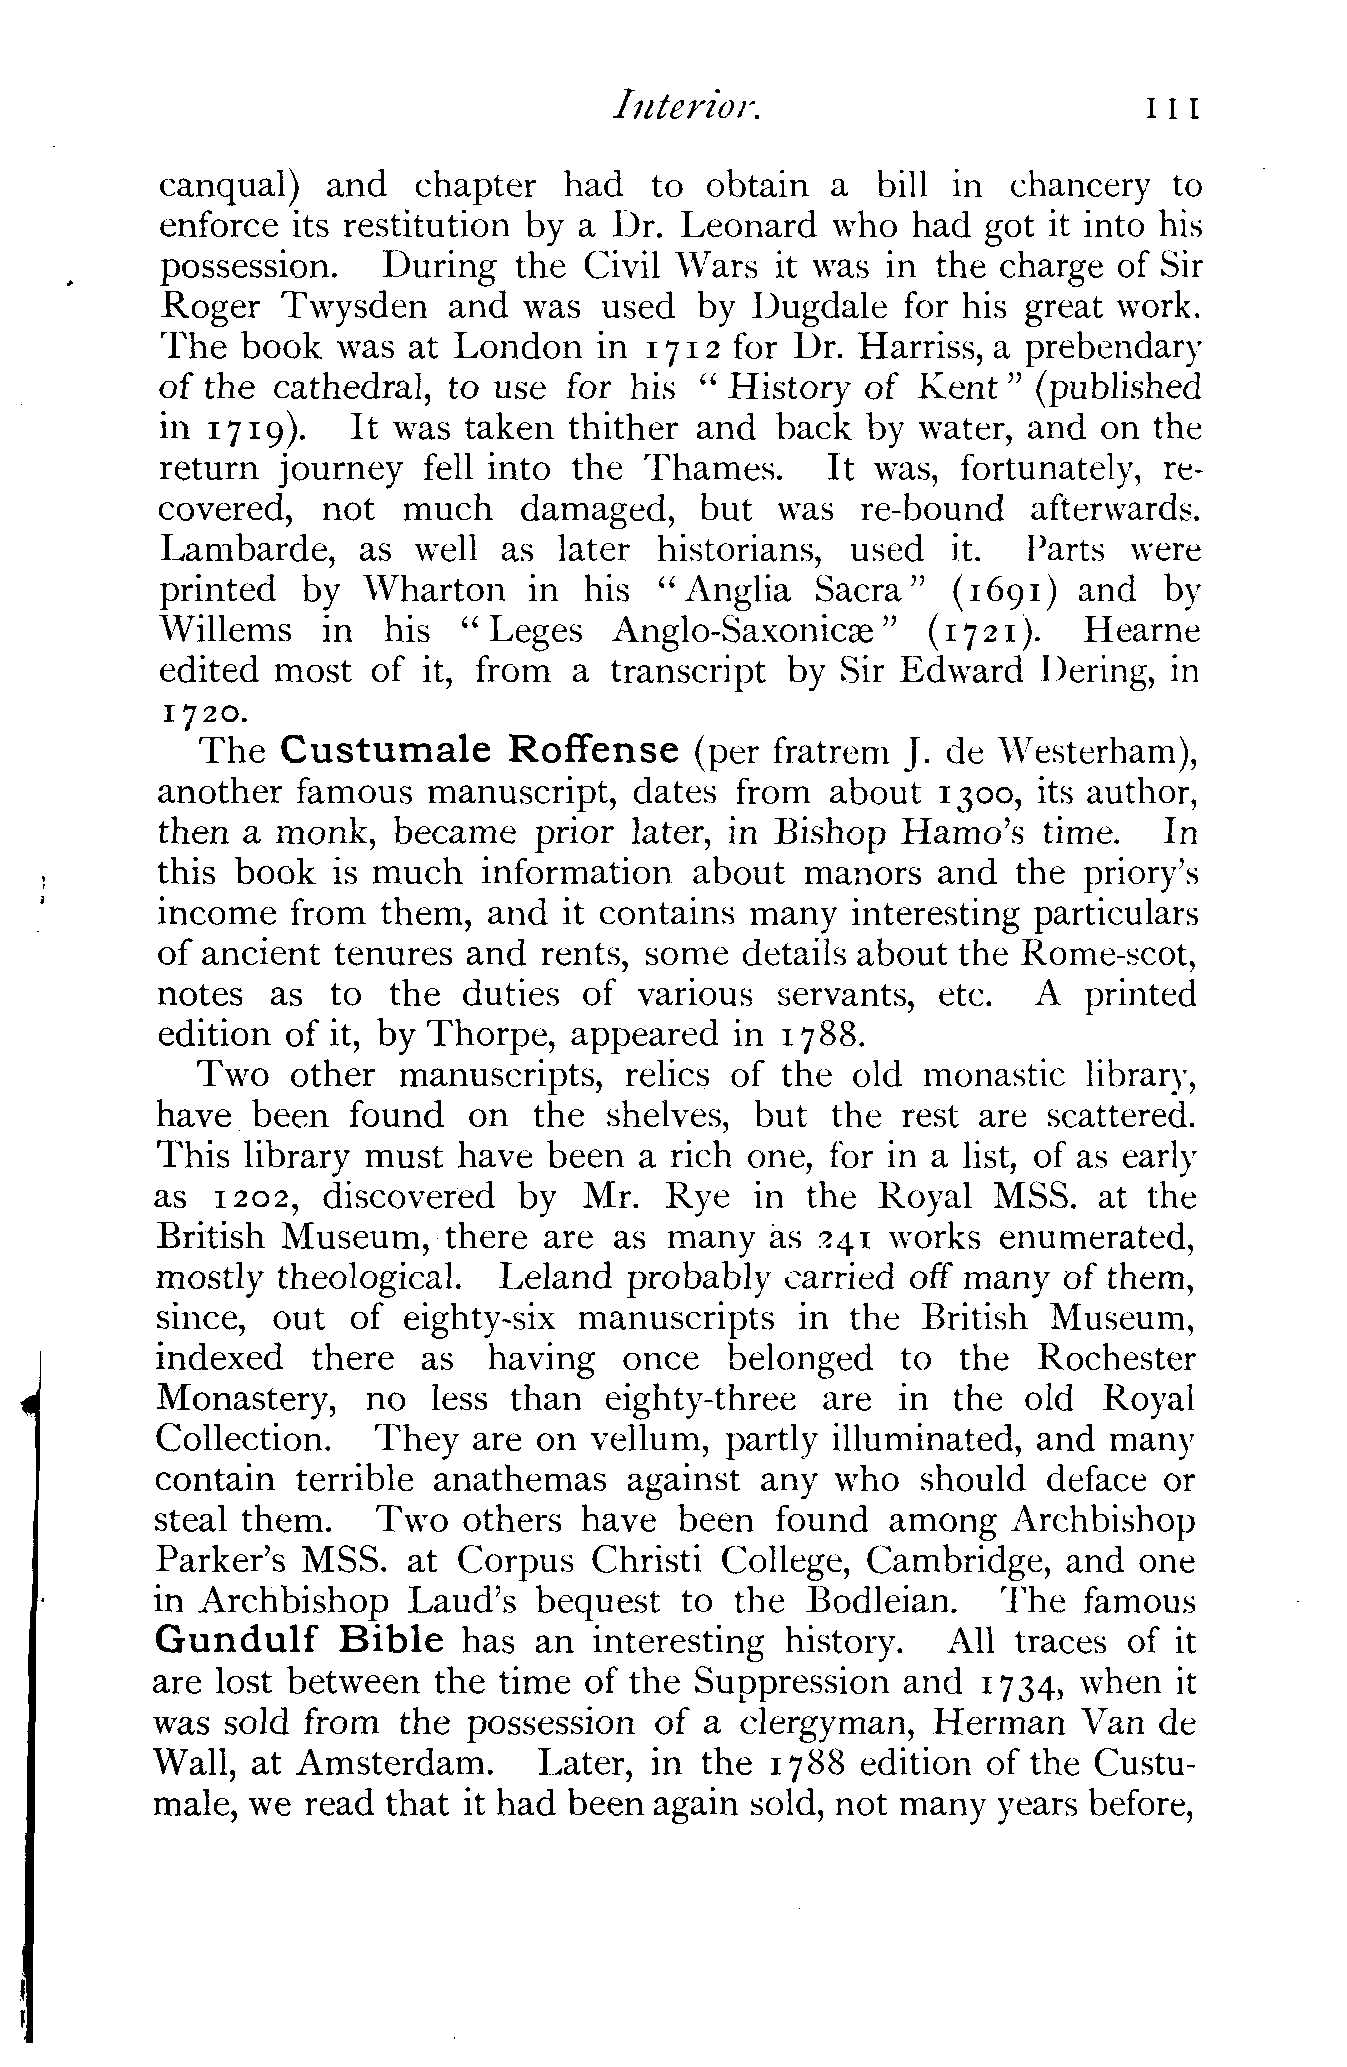 Interior. 111
canqual) and chapter had to obtain a bill in chancery to
enforce its restitution by a Dr. Leonard who had got it into his
possession. During the Civil Wars it was in the charge of Sir
Roger Twysden and was used by Dugdale for his great work.
The book was at London in 1712 for Dr. Harriss, a prebendary
of the cathedral, to use for his “ History of Kent ” (published
in 1719). It was taken thither and back by water, and on the
return journey fell into the Thames. It was, fortunately, re-
covered, not much damaged, but was re-bound afterwards.
Lambarde, as well as later historians, used it. Parts were
printed by Wharton in his “ Anglia Sacra ” (1691) and by
Willems in his “ Leges Anglo-Saxonicæ ” (1721). Hearne
edited most of it, from a transcript by Sir Edward Dering, in
1720.
The Custumale Roffense (per fratrem J. de Westerham),
another famous manuscript, dates from about 1300, its author,
then a monk, became prior later, in Bishop Hamo’s time. In
this book is much information about manors and the priory’s
income from them, and it contains many interesting particulars
of ancient tenures and rents, some details about the Rome-scot,
notes as to the duties of various servants, etc. A printed
edition of it, by Thorpe, appeared in 1788.
Two other manuscripts, relics of the old monastic library,
have been found on the shelves, but the rest are scattered.
This library must have been a rich one, for in a list, of as early
as 1202, discovered by Mr. Rye in the Royal MSS. at the
British Museum, there are as many as 241 works enumerated,
mostly theological. Leland probably carried off many of them,
since, out of eighty-six manuscripts in the British Museum,
indexed there as having once belonged to the Rochester
Monastery, no less than eighty-three are in the old Royal
Collection. They are on vellum, partly illuminated, and many
contain terrible anathemas against any who should deface or
steal them. Two others have been found among Archbishop
Parker’s MSS. at Corpus Christi College, Cambridge, and one
in Archbishop Laud’s bequest to the Bodleian. The famous
Gundulf Bible has an interesting history. All traces of it
are lost between the time of the Suppression and 1734, when it
was sold from the possession of a clergyman, Herman Van de
Wall, at Amsterdam. Later, in the 1788 edition of the Custu-
male, we read that it had been again sold, not many years before,